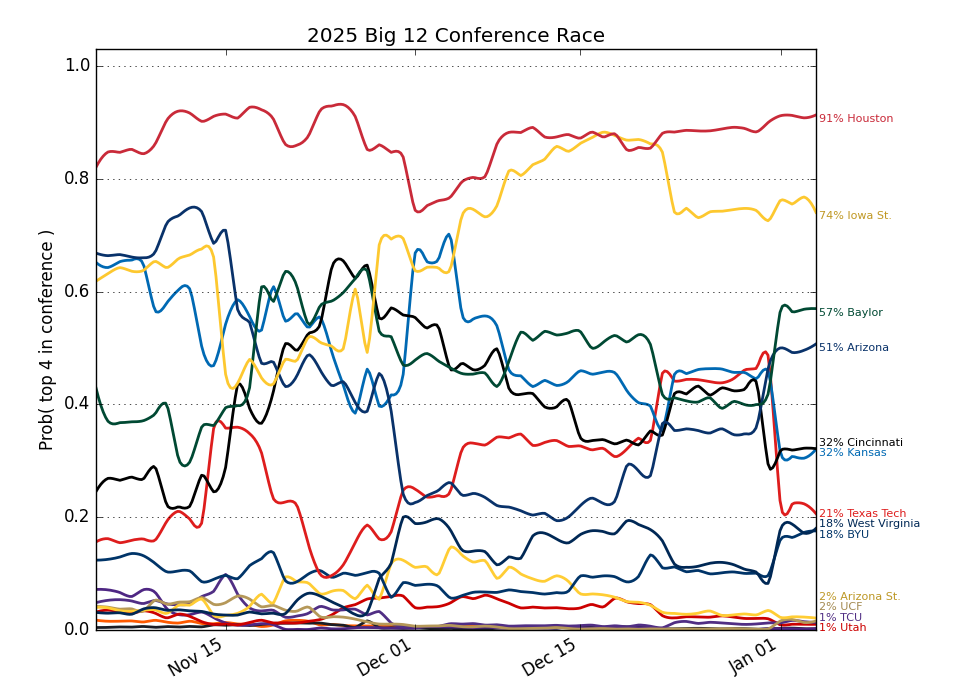 2025 Big 12 Conference Race
Prob( top 4 in conference )
1.0
0.8
0.6
0.4
0.2
0.0
Nov 15
Dec 01
Dec 15
Jan 01
91% Houston
74% Iowa St.
57% Baylor
51% Arizona
32% Cincinnati
32% Kansas
21% Texas Tech
18% West Virginia
18% BYU
2% Arizona St.
2% UCF
1% TCU
1% Utah